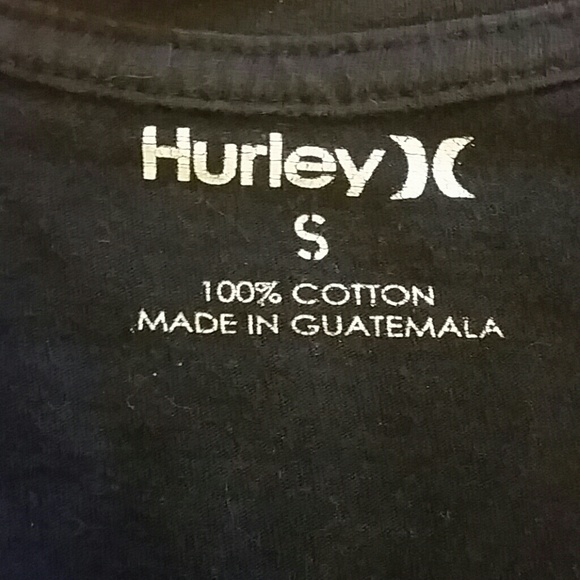 Hurley
S
100% COTTON
MADE IN GUATEMALA